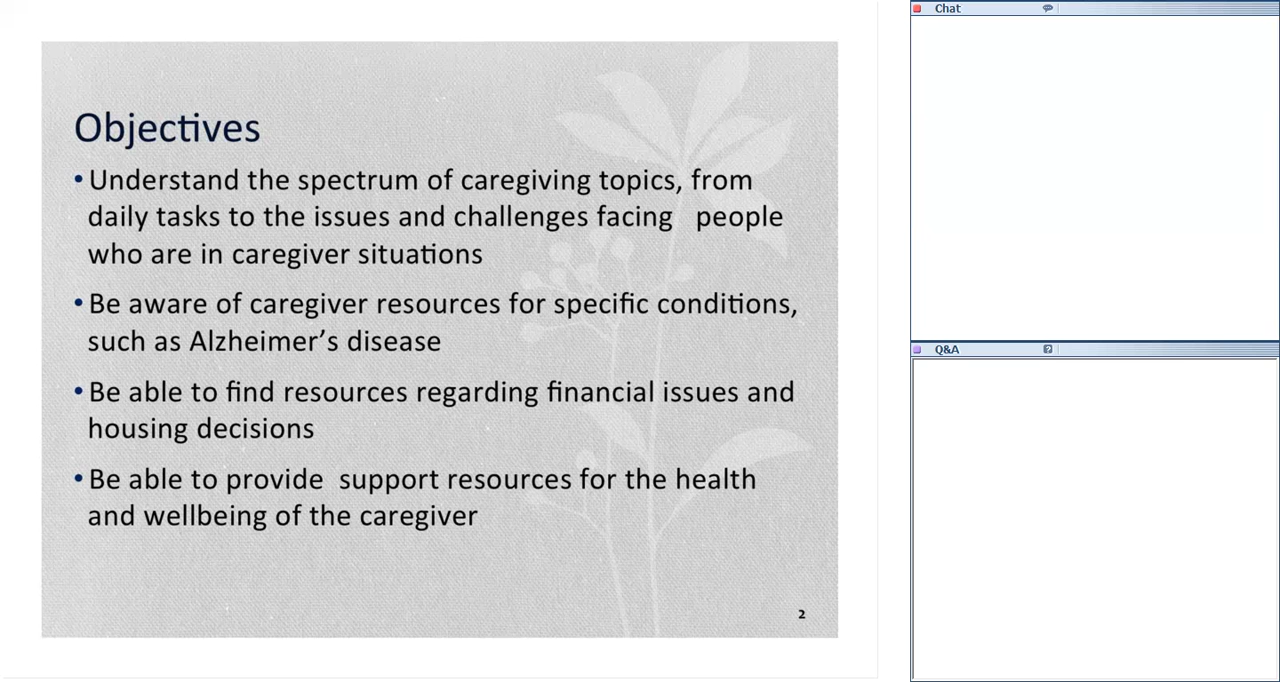 Objectives
•Understand the spectrum of caregiving topics, from
daily tasks to the issues and challenges facing   people
who are in caregiver situations
•Be aware of caregiver resources for specific conditions,
such as Alzheimer’s disease
•Be able to find resources regarding financial issues and
housing decisions
•Be able to provide  support resources for the health
and wellbeing of the caregiver
2
Chat
Q&A